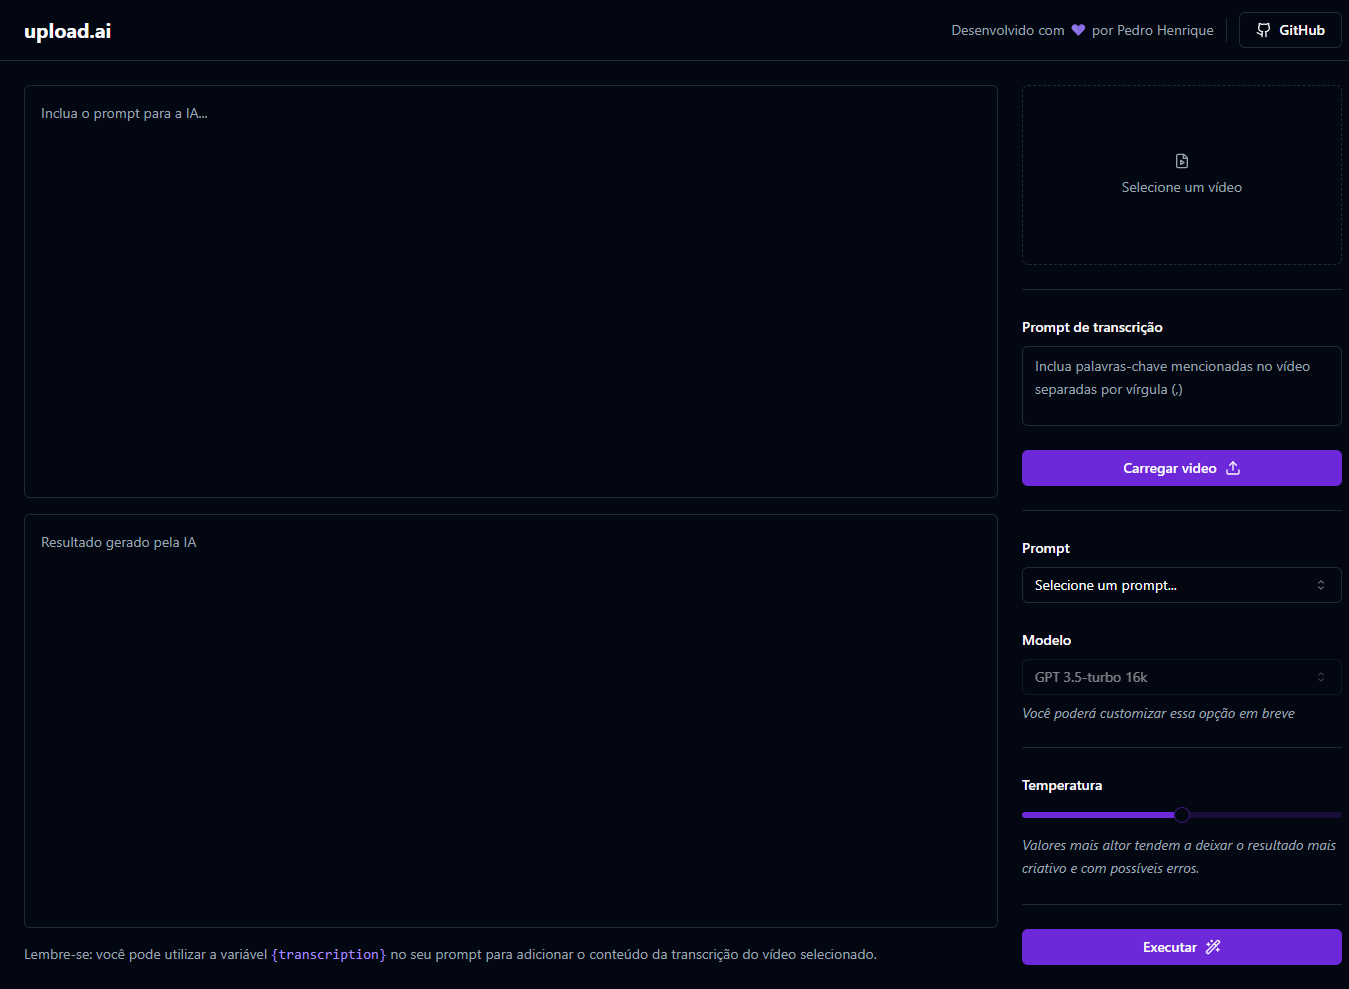 upload.ai
Desenvolvido com por Pedro Henrique
GitHub
Inclua o prompt para a IA...
Resultado gerado pela IA
Lembre-se: você pode utilizar a variável {transcription} no seu prompt para adicionar o conteúdo da transcrição do vídeo selecionado.
Selecione um vídeo
Prompt de transcrição
Inclua palavras-chave mencionadas no vídeo
separadas por vírgula (,)
Carregar video
Prompt
Selecione um prompt...
Modelo
GPT 3.5-turbo 16k
Você poderá customizar essa opção em breve
Temperatura
Valores mais altor tendem a deixar o resultado mais
criativo e com possíveis erros.
Executar